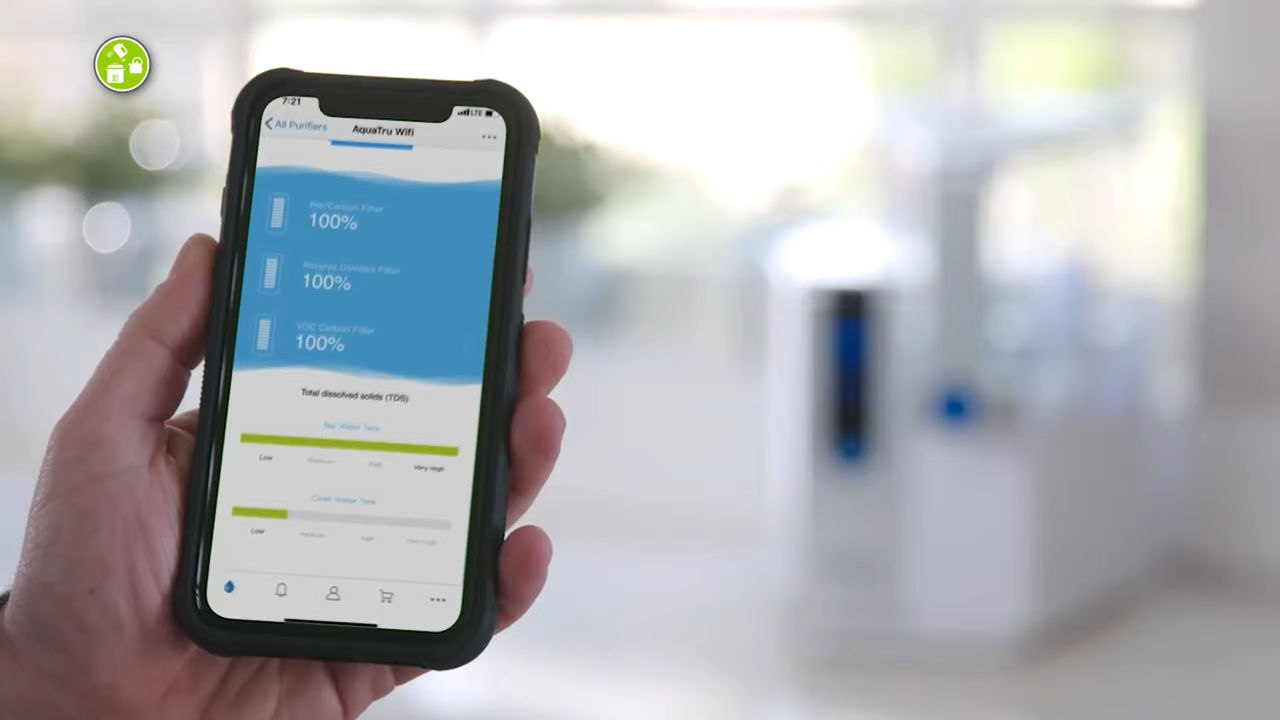 7:21
LTE
All Purifiers
AquaTru Wifi
Pre/Carbon Filter
100%
Reverse Osmosis Filter
100%
VOC Carbon Filter
100%
Total dissolved solids (TDS)
Tap Water Tank
Low Medium High Very High
Clean Water Tank
Low Medium High Very High